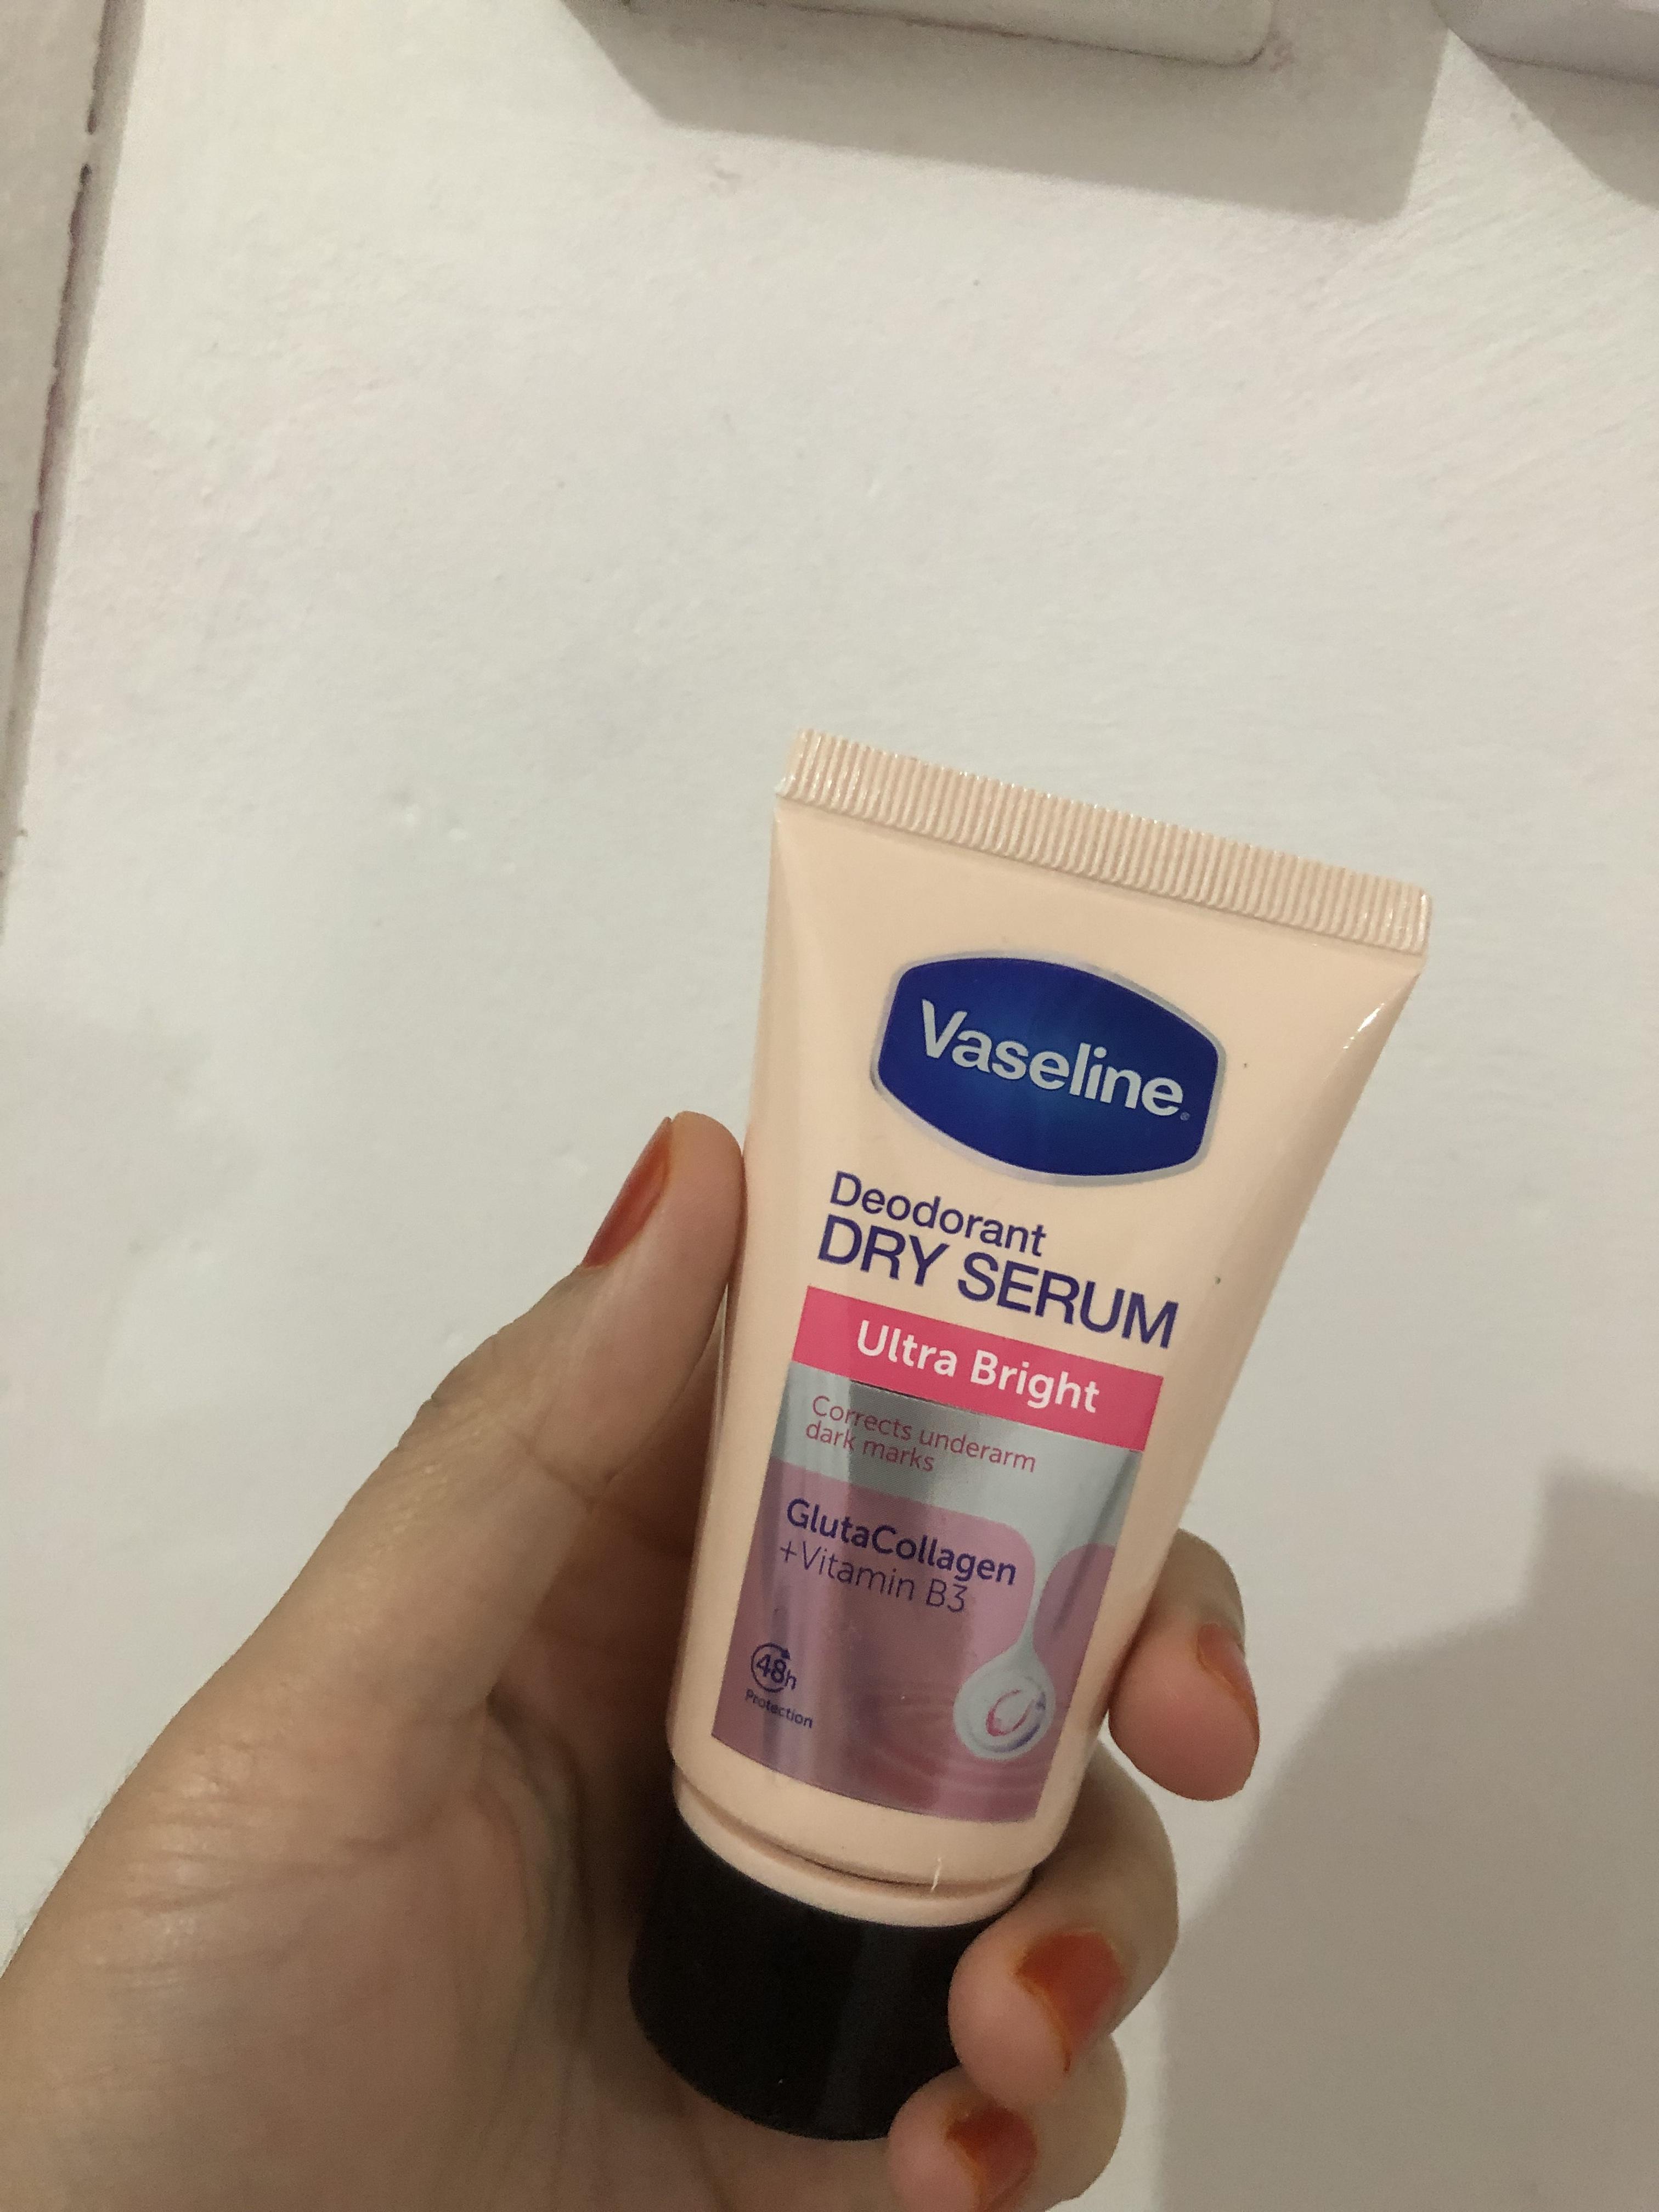 Vaseline
Deodorant
DRY SERUM
Ultra Bright
Corrects underarm
dark marks
GlutaCollagen
+Vitamin B3
48h
Protection